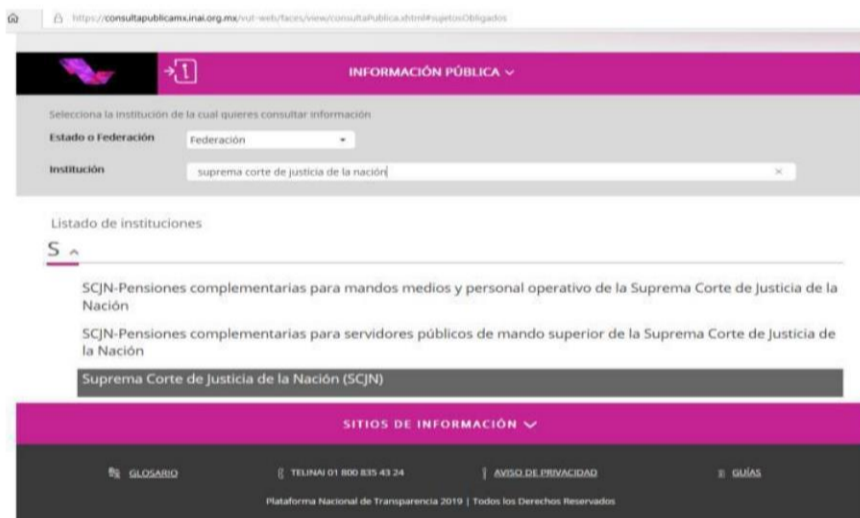 https://consultapublicamx.inai.org.mx/vut-web/faces/view/consultaPublica.xhtml#sujetosObligados
INFORMACIÓN PÚBLICA
Selecciona la institución de la cual quieres consultar información
Estado o Federación
Federación
Institución
suprema corte de justicia de la nación
Listado de instituciones
S
SCJN-Pensiones complementarias para mandos medios y personal operativo de la Suprema Corte de Justicia de la
Nación
SCJN-Pensiones complementarias para servidores públicos de mando superior de la Suprema Corte de Justicia de
la Nación
Suprema Corte de Justicia de la Nación (SCJN)
SITIOS DE INFORMACIÓN
GLOSARIO
TELINAI 01 800 835 43 24
AVISO DE PRIVACIDAD
GUÍAS
Plataforma Nacional de Transparencia 2019 | Todos los Derechos Reservados